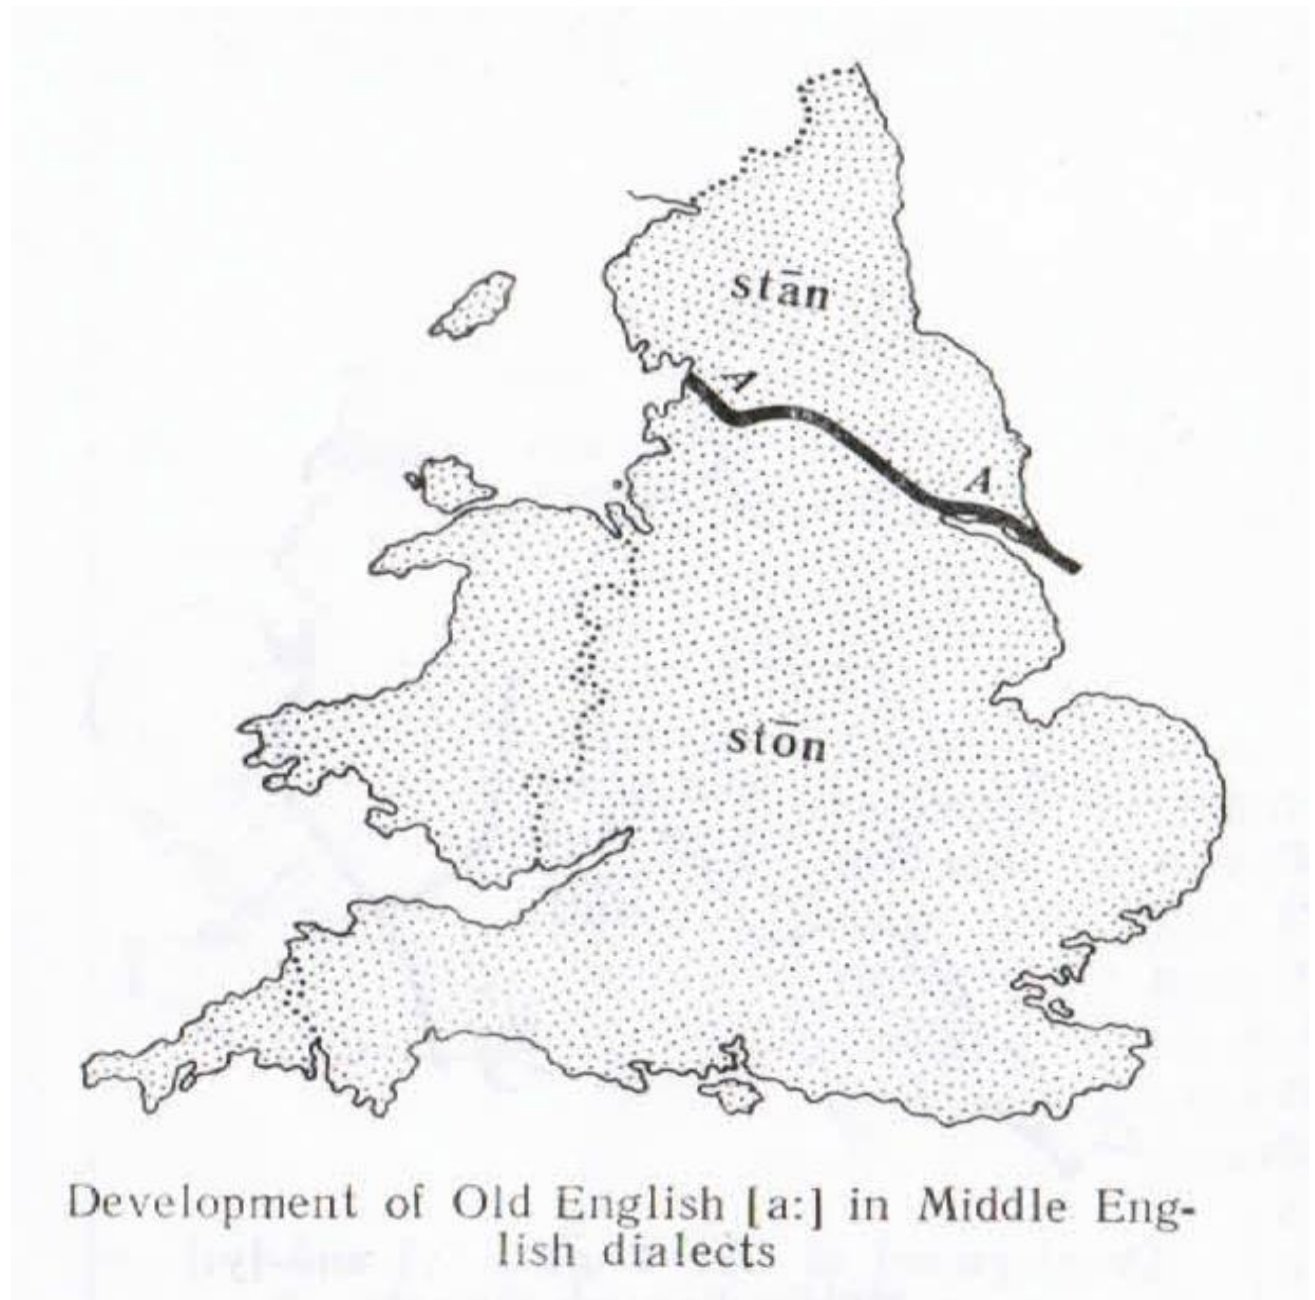 stān
A
A
stōn
Development of Old English [a:] in Middle Eng-
lish dialects